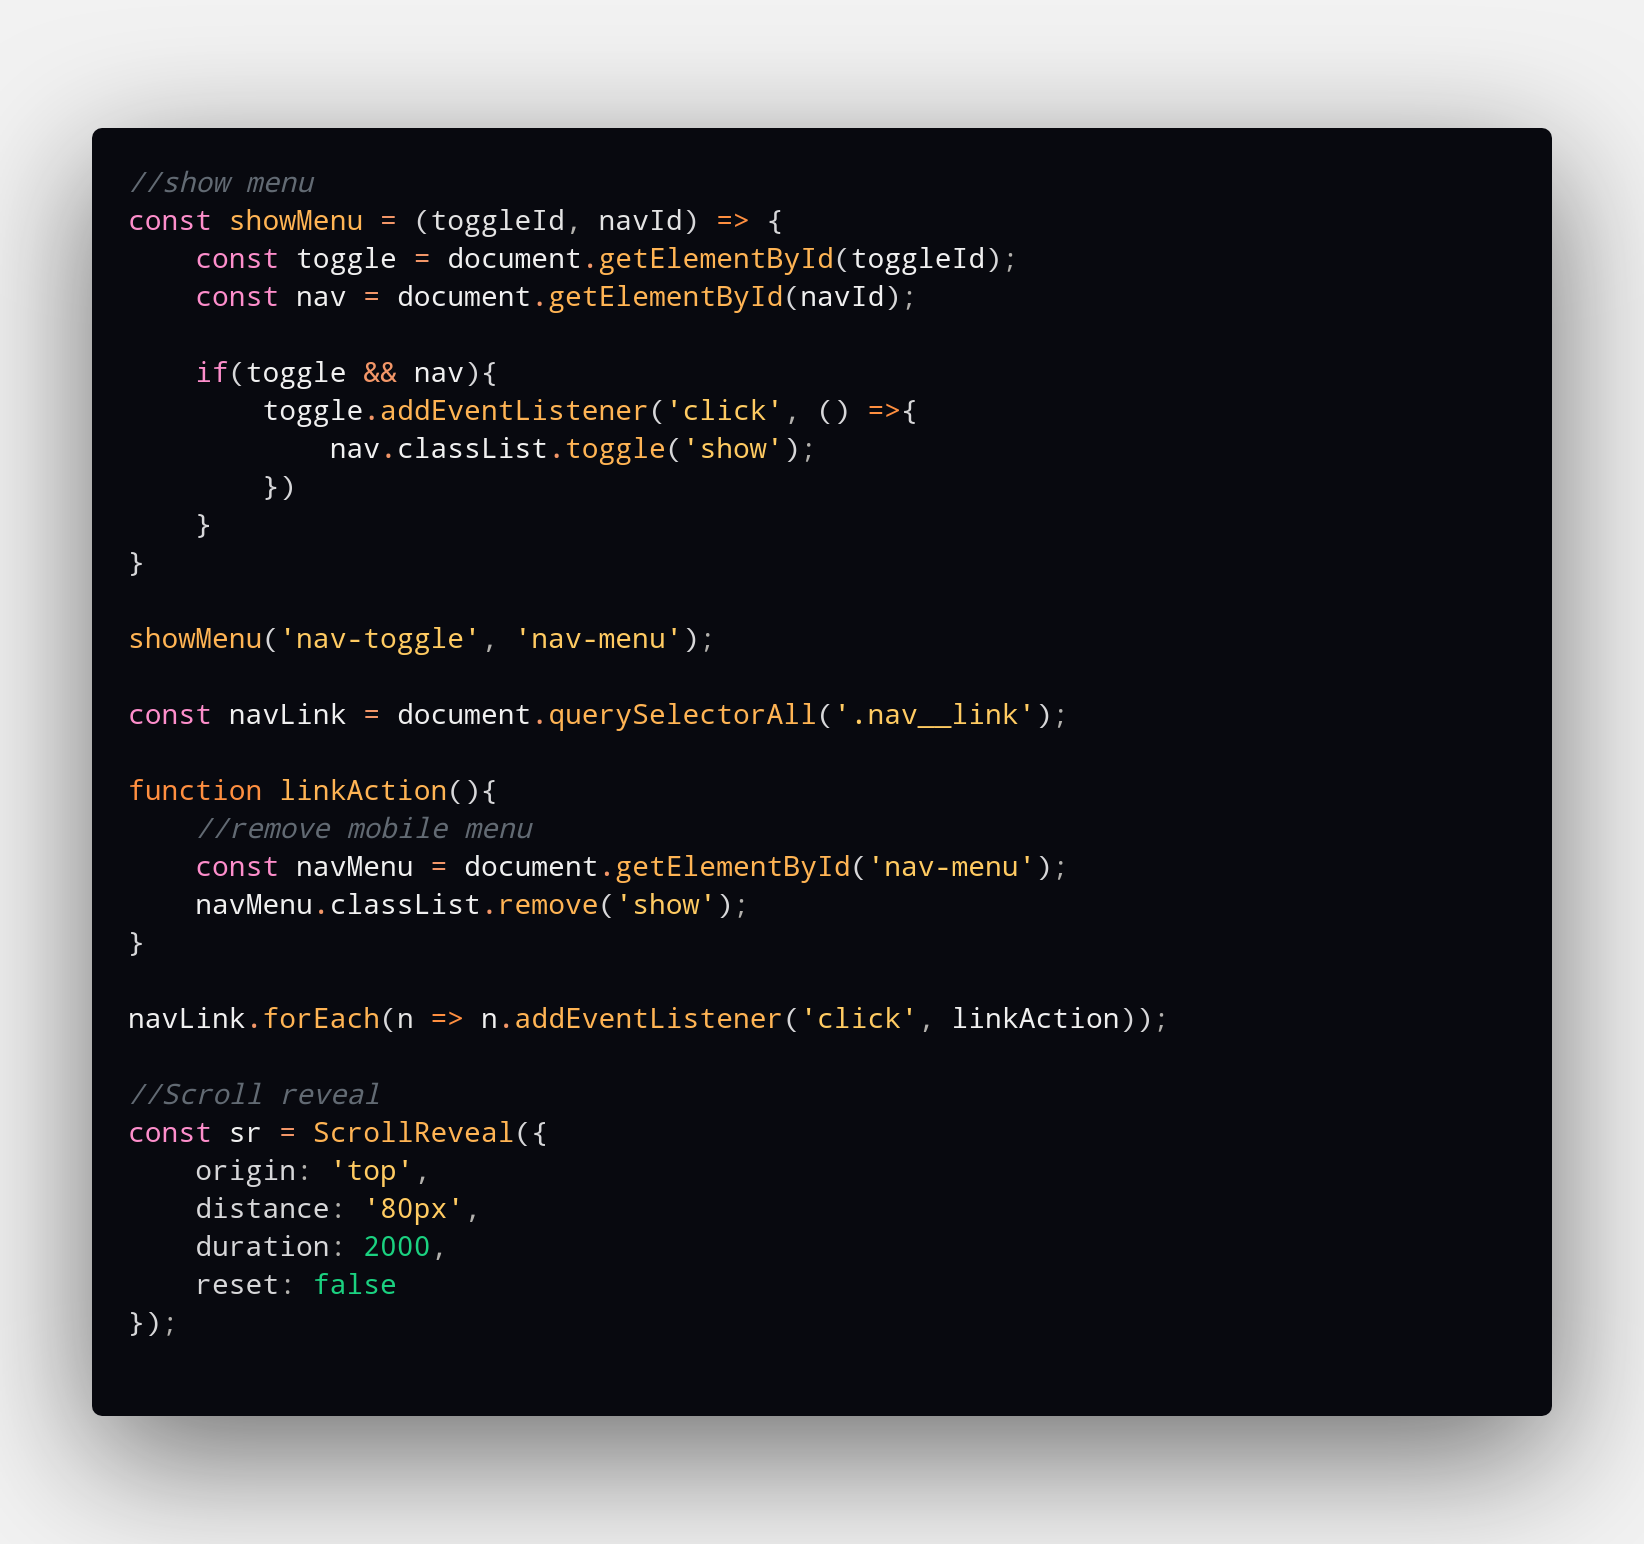 //show menu
const showMenu = (toggleId, navId) => {
    const toggle = document.getElementById(toggleId);
    const nav = document.getElementById(navId);

    if(toggle && nav){
        toggle.addEventListener('click', () =>{
            nav.classList.toggle('show');
        })
    }
}

showMenu('nav-toggle', 'nav-menu');

const navLink = document.querySelectorAll('.nav__link');

function linkAction(){
    //remove mobile menu
    const navMenu = document.getElementById('nav-menu');
    navMenu.classList.remove('show');
}

navLink.forEach(n => n.addEventListener('click', linkAction));

//Scroll reveal
const sr = ScrollReveal({
    origin: 'top',
    distance: '80px',
    duration: 2000,
    reset: false
});